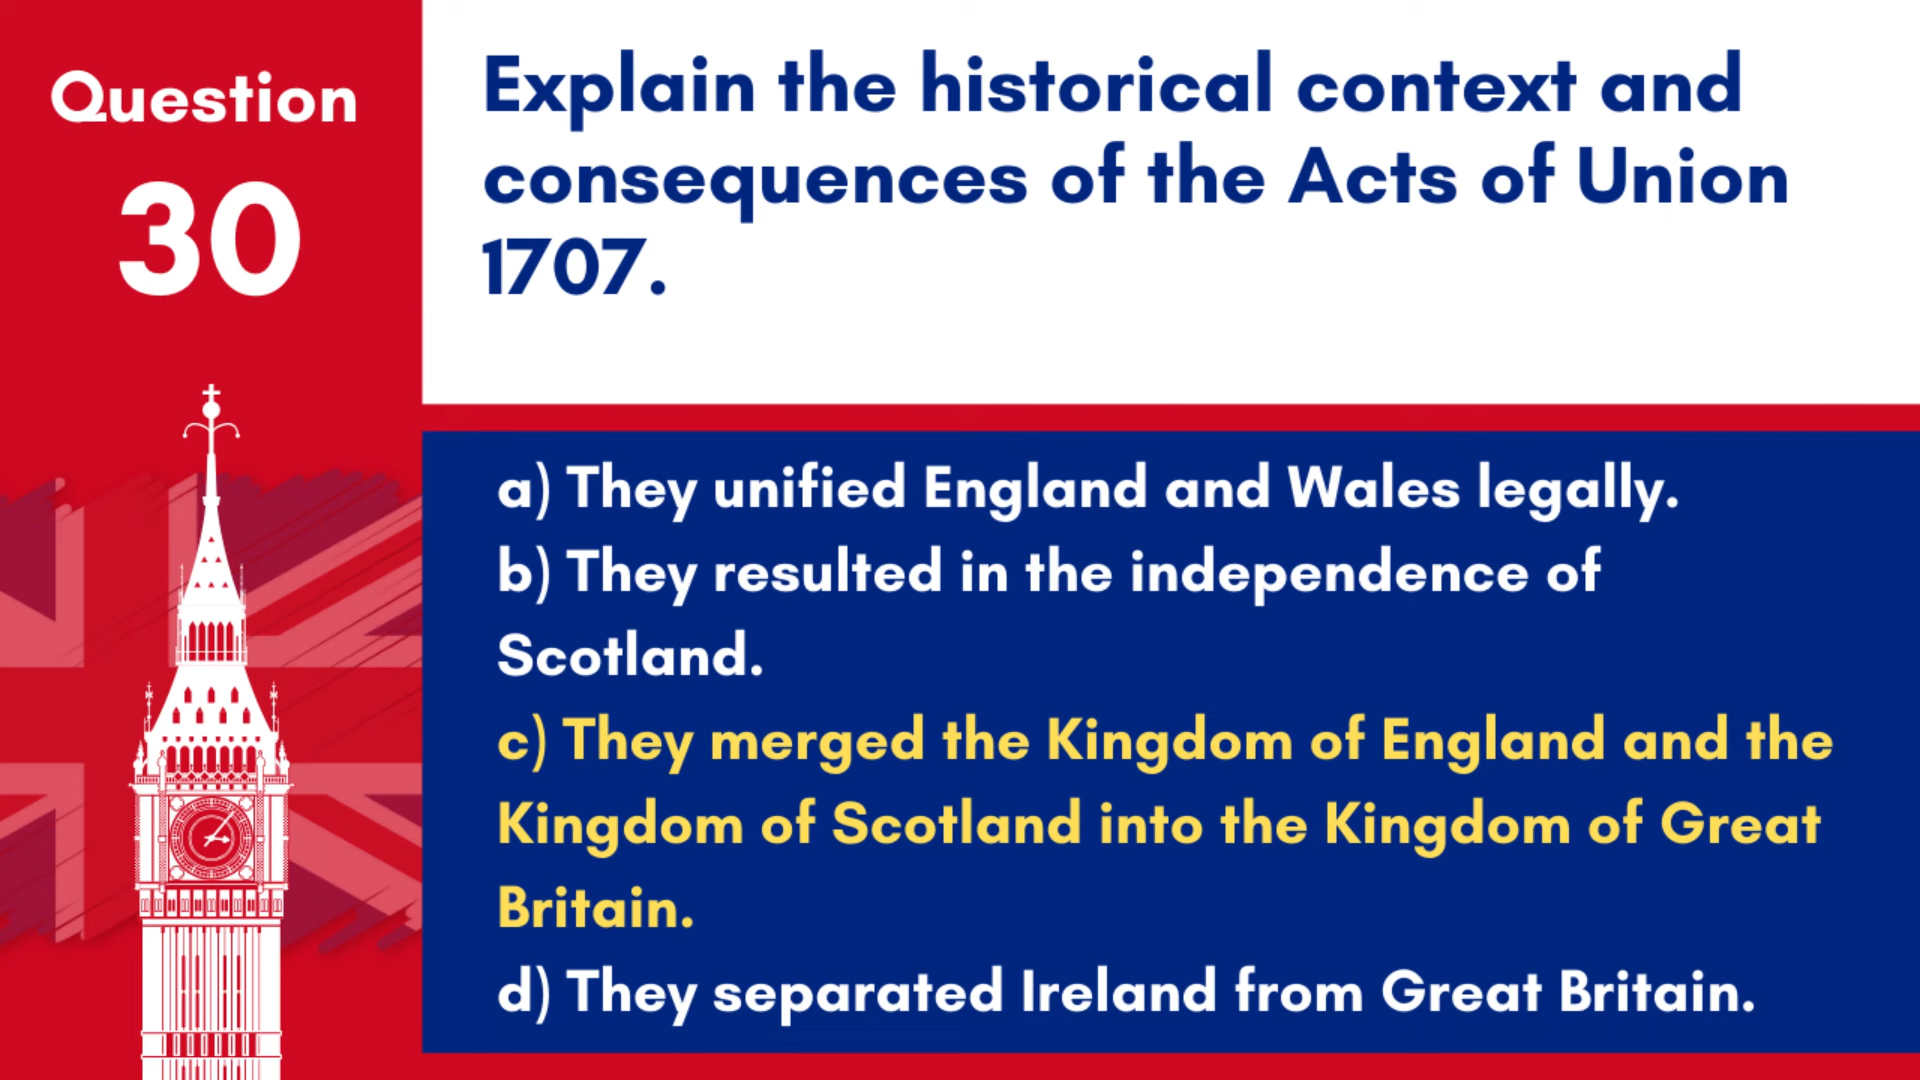 Question
30
Explain the historical context and
consequences of the Acts of Union
1707.
a) They unified England and Wales legally.
b) They resulted in the independence of
Scotland.
c) They merged the Kingdom of England and the
Kingdom of Scotland into the Kingdom of Great
Britain.
d) They separated Ireland from Great Britain.